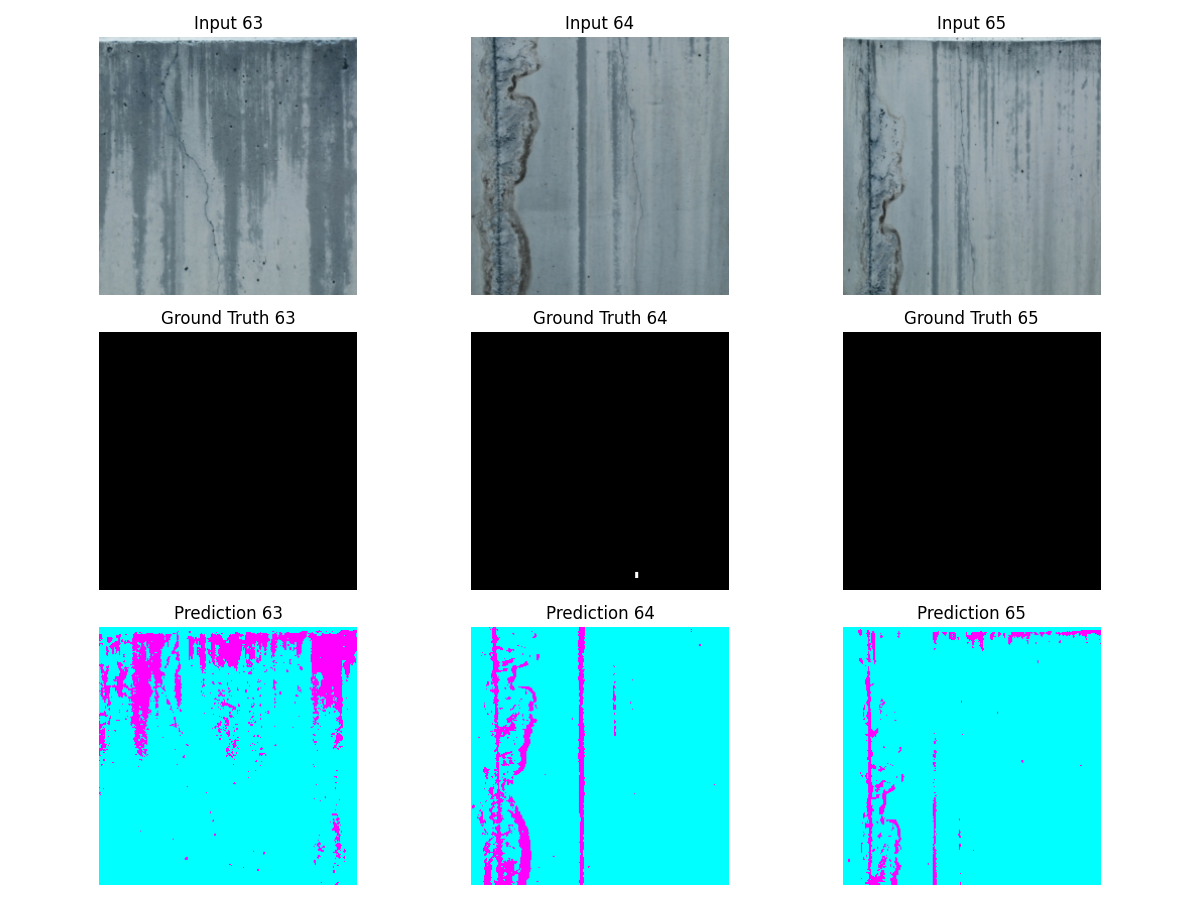 Input 63
Input 64
Input 65
Ground Truth 63
Ground Truth 64
Ground Truth 65
Prediction 63
Prediction 64
Prediction 65